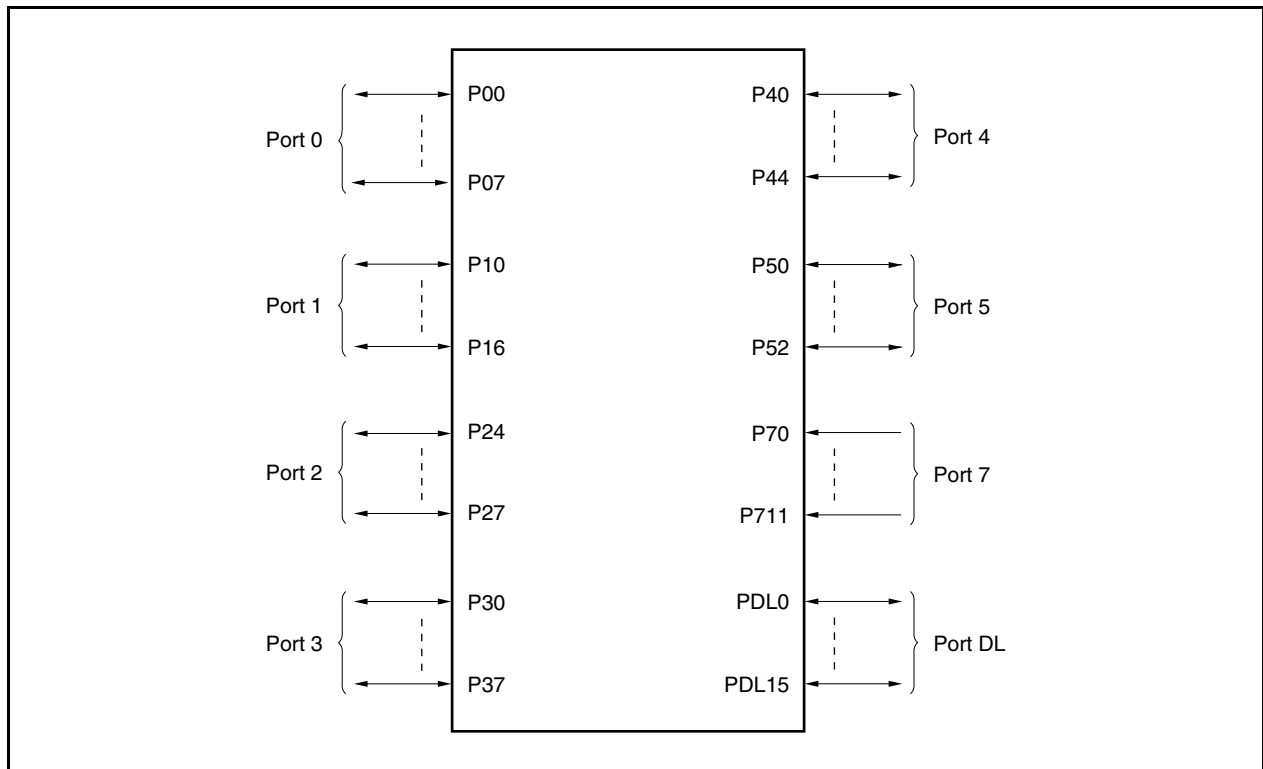 Port 0
P00
P07
Port 1
P10
P16
Port 2
P24
P27
Port 3
P30
P37
P40
P44
Port 4
P50
P52
Port 5
P70
P711
Port 7
PDL0
PDL15
Port DL